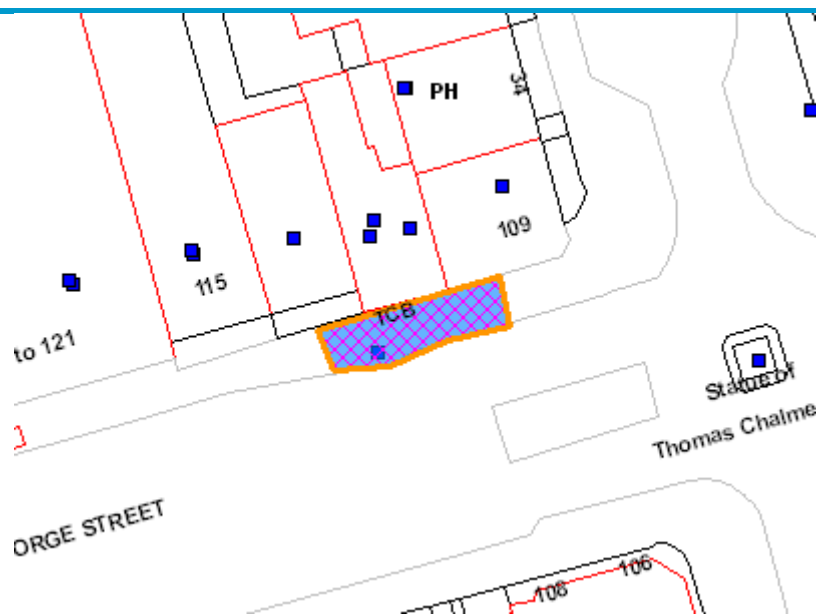 PH
34
109
115
TCB
to 121
Statue of
Thomas Chalme
ORGE STREET
106
108